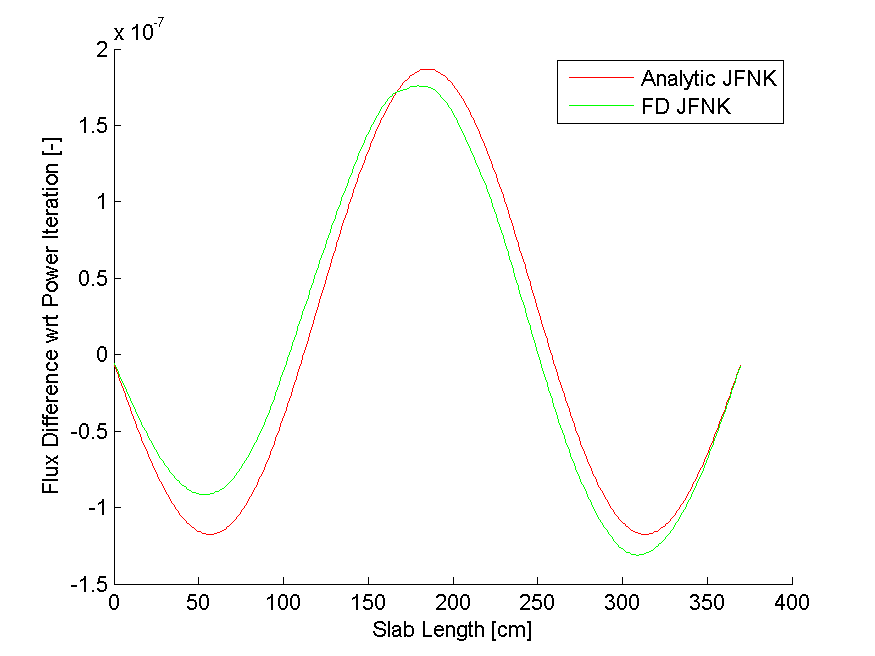 x 10-7
2
1.5
1
0.5
0
-0.5
-1
-1.5
0 50 100 150 200 250 300 350 400
Flux Difference wrt Power Iteration [-]
Slab Length [cm]
Analytic JFNK
FD JFNK